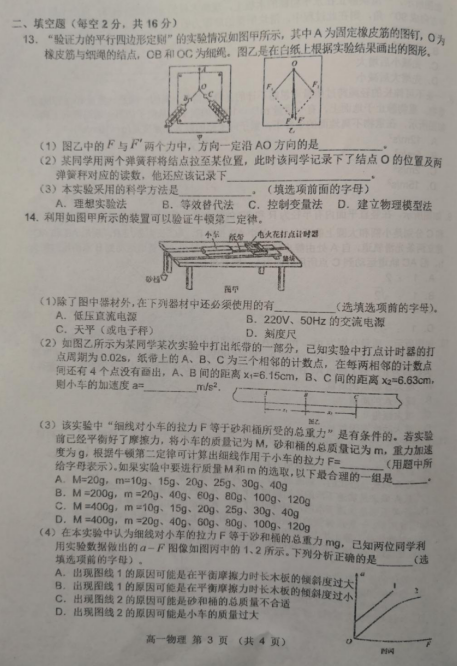 二、填空题（每空2分，共16分）
13.“验证力的平行四边形定则”的实验情况如图甲所示，其中A为固定橡皮筋的图钉，O为
橡皮筋与细绳的结点，OB和OC为细绳，图乙是在白纸上根据实验结果画出的图形。
A
B
O
C
甲
O
F₁
F₂
F
F'
乙
（1）图乙中的F与F'两个力中，方向一定沿AO方向的是______。
（2）某同学用两个弹簧秤将结点拉至某位置，此时该同学记录下了结点O的位置及两
弹簧秤对应的读数，他还应该记录下______。
（3）本实验采用的科学方法是______。（填选项前面的字母）
A．理想实验法 B．等效替代法 C．控制变量法 D．建立物理模型法
14.利用如图甲所示的装置可以验证牛顿第二定律。
小车 纸带 电火花打点计时器
砂桶
图甲
（1）除了图中器材外，在下列器材中还必须使用的有______（选填选项前的字母）。
A．低压直流电源 B．220V、50Hz的交流电源
C．天平（或电子秤） D．刻度尺
（2）如图乙所示为某同学某次实验中打出纸带的一部分，已知实验中打点计时器的打
点周期为0.02s，纸带上的A、B、C为三个相邻的计数点，在每两相邻的计数点
间还有4个点没有画出，A、B间的距离x₁=6.15cm，B、C间的距离x₂=6.63cm，
则小车的加速度a=______m/s²．
A B C
x₁ x₂
图乙
（3）该实验中“细线对小车的拉力F等于砂和桶所受的总重力”是有条件的。若实验
前已经平衡好了摩擦力，将小车的质量记为M，砂和桶的总质量记为m，重力加速
度为g，根据牛顿第二定律可计算出细线作用于小车的拉力F=______（用题中所
给字母表示）。如果实验中要进行质量M和m的选取，以下最合理的一组是______。
A．M=20g，m=10g、15g、20g、25g、30g、40g
B．M=200g，m=20g、40g、60g、80g、100g、120g
C．M=400g，m=10g、15g、20g、25g、30g、40g
D．M=400g，m=20g、40g、60g、80g、100g、120g
（4）在本实验中认为细线对小车的拉力F等于砂和桶的总重力mg，已知两位同学利
用实验数据做出的a－F图像如图丙中的1、2所示。下列分析正确的是______（选
填选项前的字母）。
A．出现图线1的原因可能是在平衡摩擦力时长木板的倾斜度过大
B．出现图线1的原因可能是在平衡摩擦力时长木板的倾斜度过小
C．出现图线2的原因可能是砂和桶的总质量不合适
D．出现图线2的原因可能是小车的质量过大
a
1
2
O
F
图丙
高一物理 第3页 （共4页）